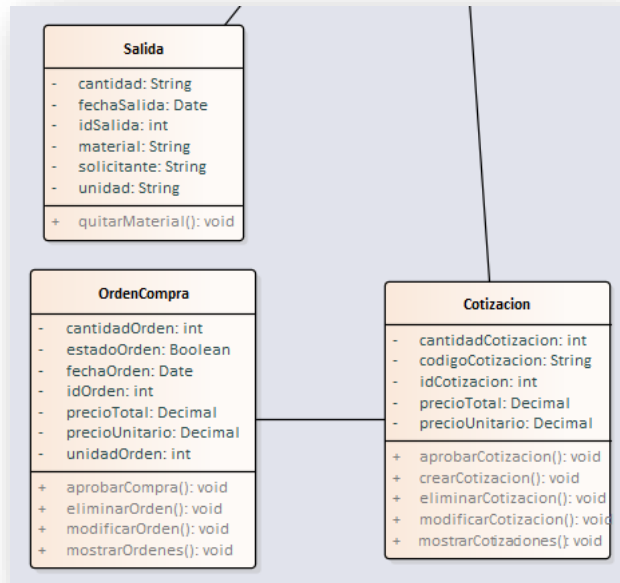 Salida
- cantidad: String
- fechaSalida: Date
- idSalida: int
- material: String
- solicitante: String
- unidad: String
+ quitarMaterial(): void
OrdenCompra
- cantidadOrden: int
- estadoOrden: Boolean
- fechaOrden: Date
- idOrden: int
- precioTotal: Decimal
- precioUnitario: Decimal
- unidadOrden: int
+ aprobarCompra(): void
+ eliminarOrden(): void
+ modificarOrden(): void
+ mostrarOrdenes(): void
Cotizacion
- cantidadCotizacion: int
- codigoCotizacion: String
- idCotizacion: int
- precioTotal: Decimal
- precioUnitario: Decimal
+ aprobarCotizacion(): void
+ crearCotizacion(): void
+ eliminarCotizacion(): void
+ modificarCotizacion(): void
+ mostrarCotizaciones(): void